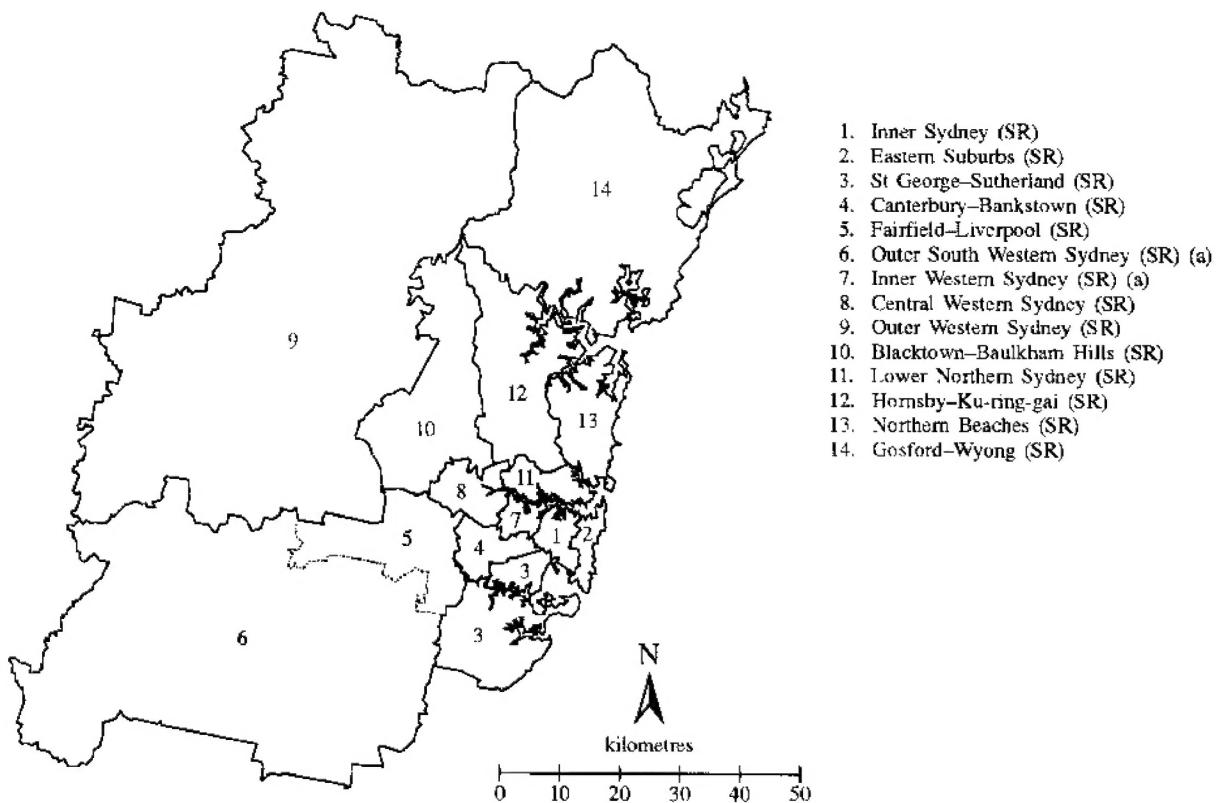 14
9
12
13
10
11
8
7
1
2
5
4
3
6
3
1. Inner Sydney (SR)
2. Eastern Suburbs (SR)
3. St George–Sutherland (SR)
4. Canterbury–Bankstown (SR)
5. Fairfield–Liverpool (SR)
6. Outer South Western Sydney (SR) (a)
7. Inner Western Sydney (SR) (a)
8. Central Western Sydney (SR)
9. Outer Western Sydney (SR)
10. Blacktown–Baulkham Hills (SR)
11. Lower Northern Sydney (SR)
12. Hornsby–Ku-ring-gai (SR)
13. Northern Beaches (SR)
14. Gosford–Wyong (SR)
N
kilometres
0 10 20 30 40 50